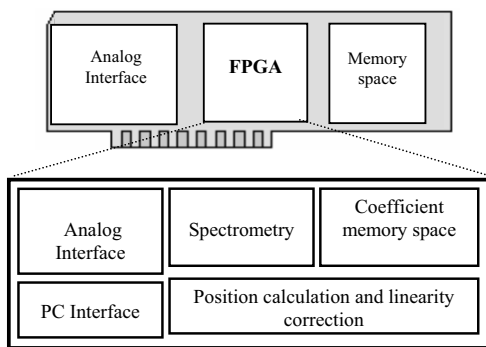 Analog
Interface
FPGA
Memory
space
Analog
Interface
Spectrometry
Coefficient
memory space
PC Interface
Position calculation and linearity
correction